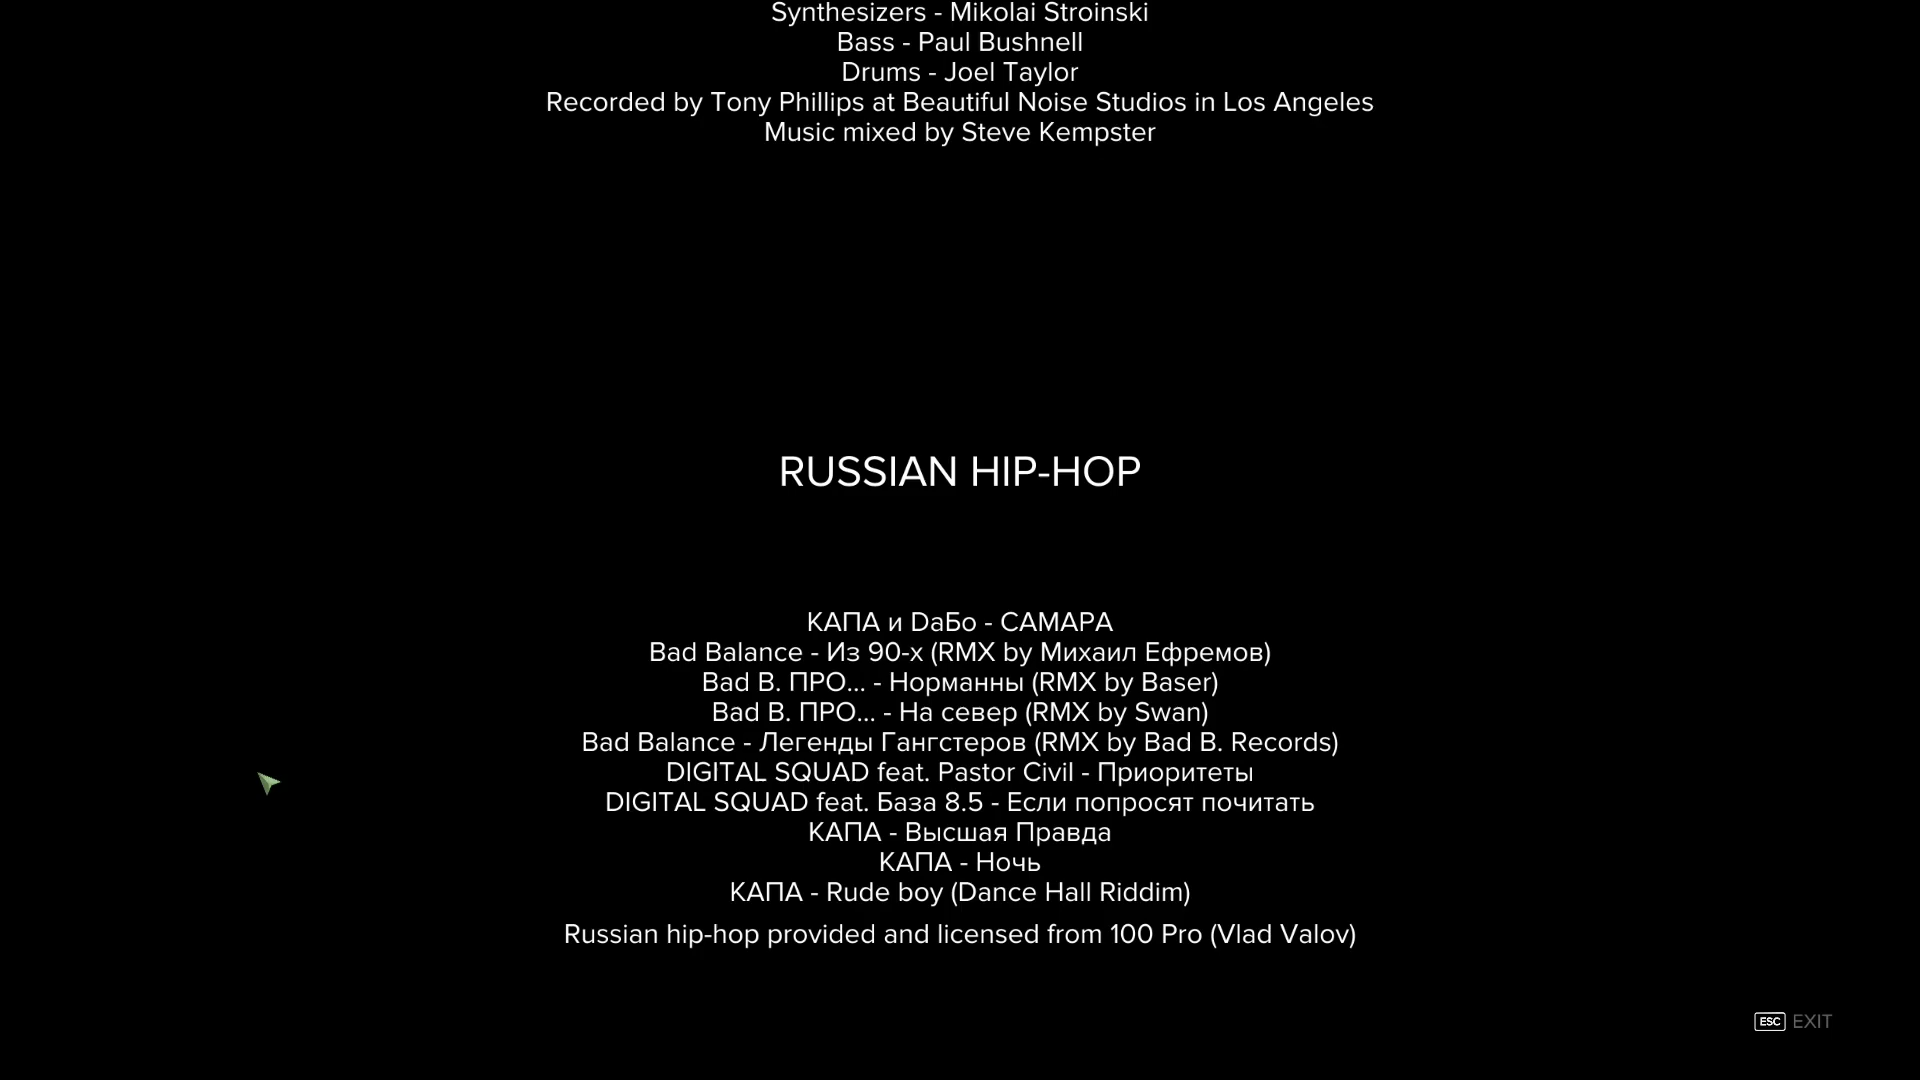 Synthesizers - Mikolai Stroinski
Bass - Paul Bushnell
Drums - Joel Taylor
Recorded by Tony Phillips at Beautiful Noise Studios in Los Angeles
Music mixed by Steve Kempster
RUSSIAN HIP-HOP
КАПА и DаБо - САМАРА
Bad Balance - Из 90-х (RMX by Михаил Ефремов)
Bad B. ПРО... - Норманны (RMX by Baser)
Bad B. ПРО... - На север (RMX by Swan)
Bad Balance - Легенды Гангстеров (RMX by Bad B. Records)
DIGITAL SQUAD feat. Pastor Civil - Приоритеты
DIGITAL SQUAD feat. База 8.5 - Если попросят почитать
КАПА - Высшая Правда
КАПА - Ночь
КАПА - Rude boy (Dance Hall Riddim)
Russian hip-hop provided and licensed from 100 Pro (Vlad Valov)
ESC EXIT